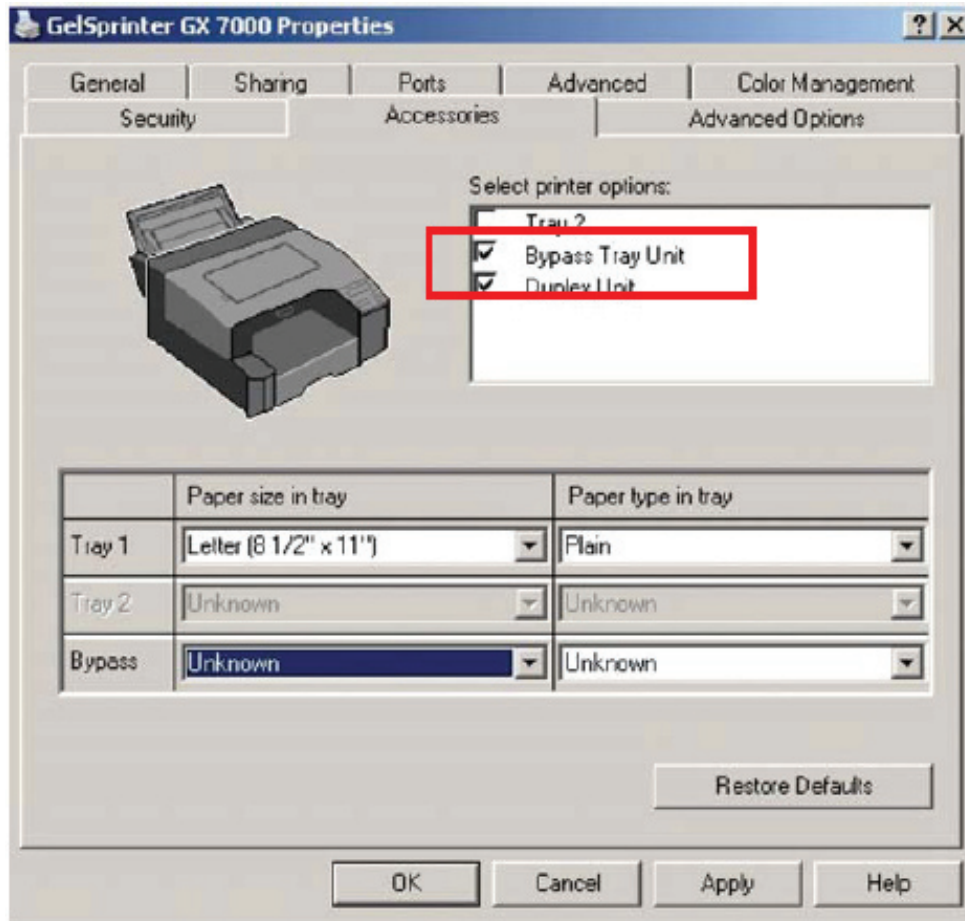 GelSprinter GX 7000 Properties
General Sharing Ports Advanced Color Management
Security Accessories Advanced Options
Select printer options:
Tray 2
Bypass Tray Unit
Duplex Unit
Paper size in tray Paper type in tray
Tray 1 Letter (8 1/2" x 11") Plain
Tray 2 Unknown Unknown
Bypass Unknown Unknown
Restore Defaults
OK Cancel Apply Help